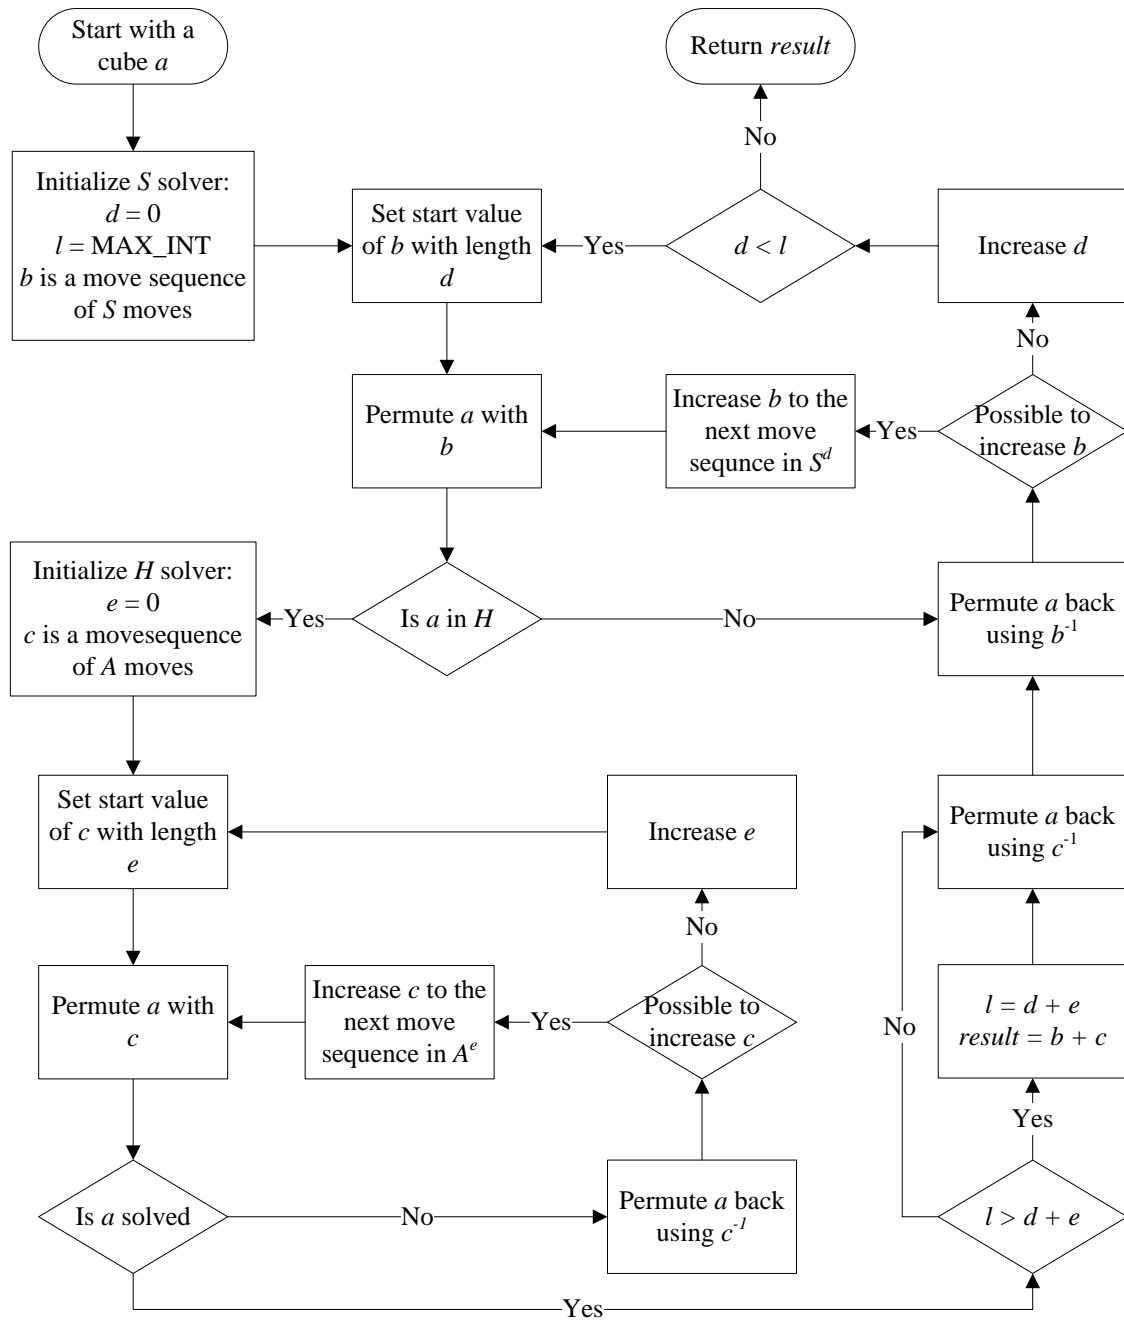 Start with a
cube a
Return result
No
Initialize S solver:
d = 0
l = MAX_INT
b is a move sequence
of S moves
Set start value
of b with length
d
Yes
d < l
Increase d
No
Permute a with
b
Increase b to the
next move
sequnce in S^d
Yes
Possible to
increase b
Initialize H solver:
e = 0
c is a movesequence
of A moves
Yes
Is a in H
No
Permute a back
using b^-1
Set start value
of c with length
e
Increase e
Permute a back
using c^-1
No
Permute a with
c
Increase c to the
next move
sequence in A^e
Yes
Possible to
increase c
No
l = d + e
result = b + c
Yes
Is a solved
No
Permute a back
using c^-1
l > d + e
Yes